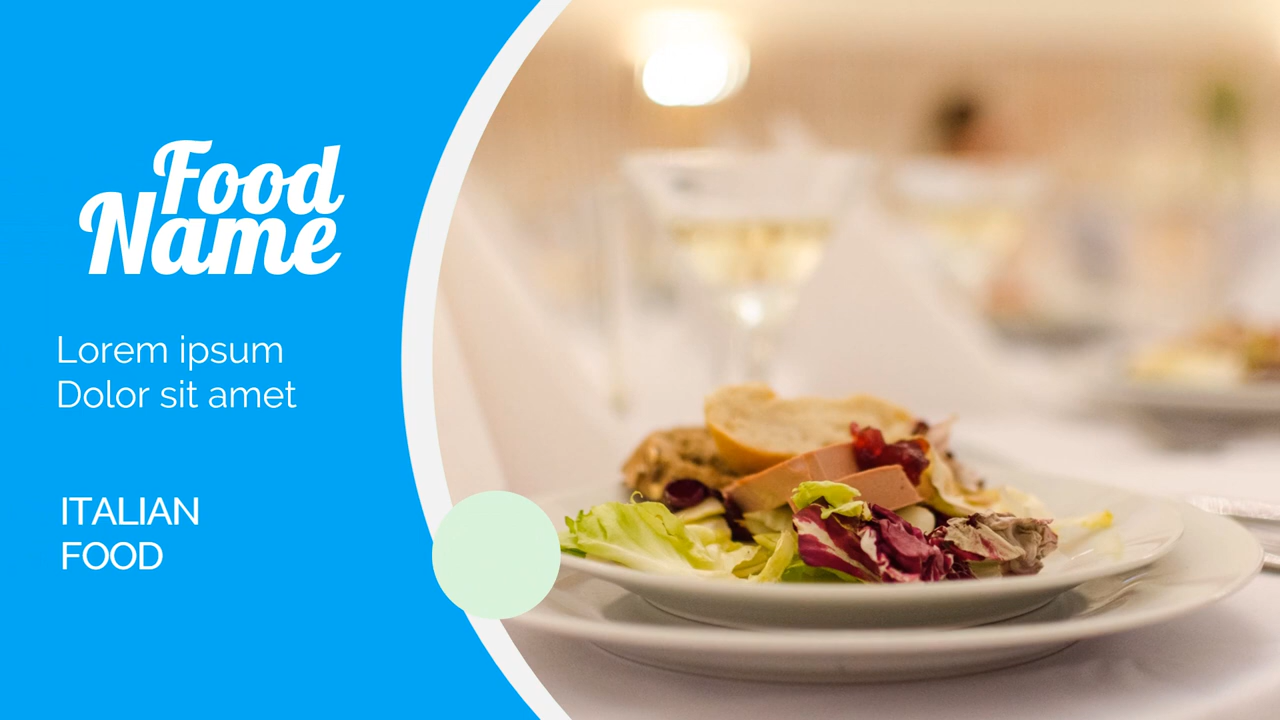 Food
Name
Lorem ipsum
Dolor sit amet
ITALIAN
FOOD